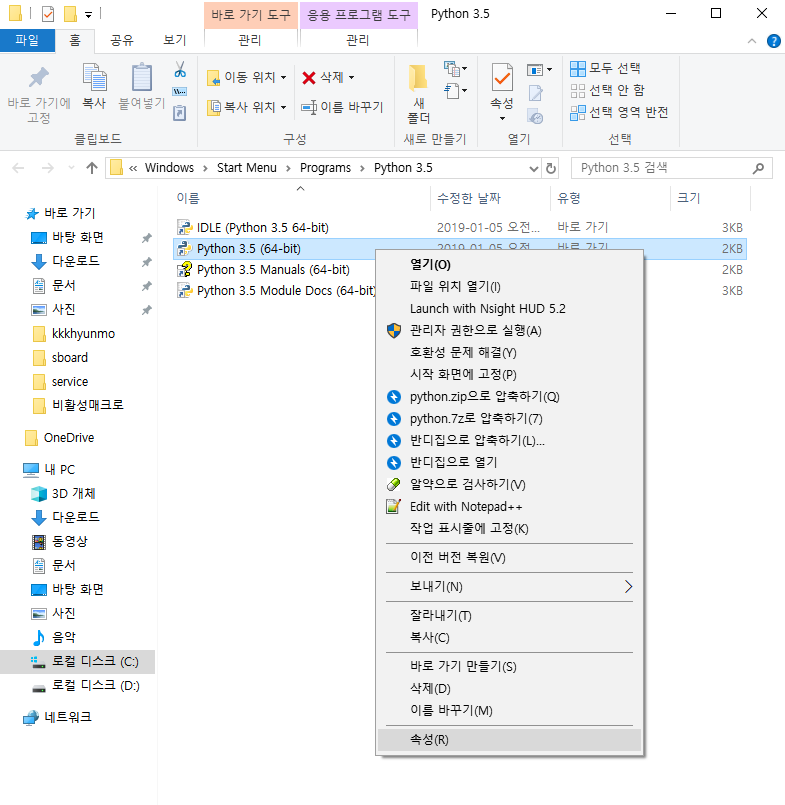 바로 가기 도구
응용 프로그램 도구
Python 3.5
파일
홈
공유
보기
관리
관리
바로 가기에
고정
복사
붙여넣기
클립보드
이동 위치
복사 위치
삭제
이름 바꾸기
구성
새
폴더
새로 만들기
속성
열기
모두 선택
선택 안 함
선택 영역 반전
선택
« Windows > Start Menu > Programs > Python 3.5
Python 3.5 검색
이름
수정한 날짜
유형
크기
IDLE (Python 3.5 64-bit) 2019-01-05 오전... 바로 가기 3KB
Python 3.5 (64-bit) 2019-01-05 오전... 바로 가기 2KB
Python 3.5 Manuals (64-bit) 2KB
Python 3.5 Module Docs (64-bit) 3KB
바로 가기
바탕 화면
다운로드
문서
사진
kkkhyunmo
sboard
service
비활성매크로
OneDrive
내 PC
3D 개체
다운로드
동영상
문서
바탕 화면
사진
음악
로컬 디스크 (C:)
로컬 디스크 (D:)
네트워크
열기(O)
파일 위치 열기(I)
Launch with Nsight HUD 5.2
관리자 권한으로 실행(A)
호환성 문제 해결(Y)
시작 화면에 고정(P)
python.zip으로 압축하기(Q)
python.7z로 압축하기(7)
반디집으로 압축하기(L)...
반디집으로 열기
알약으로 검사하기(V)
Edit with Notepad++
작업 표시줄에 고정(K)
이전 버전 복원(V)
보내기(N)
잘라내기(T)
복사(C)
바로 가기 만들기(S)
삭제(D)
이름 바꾸기(M)
속성(R)